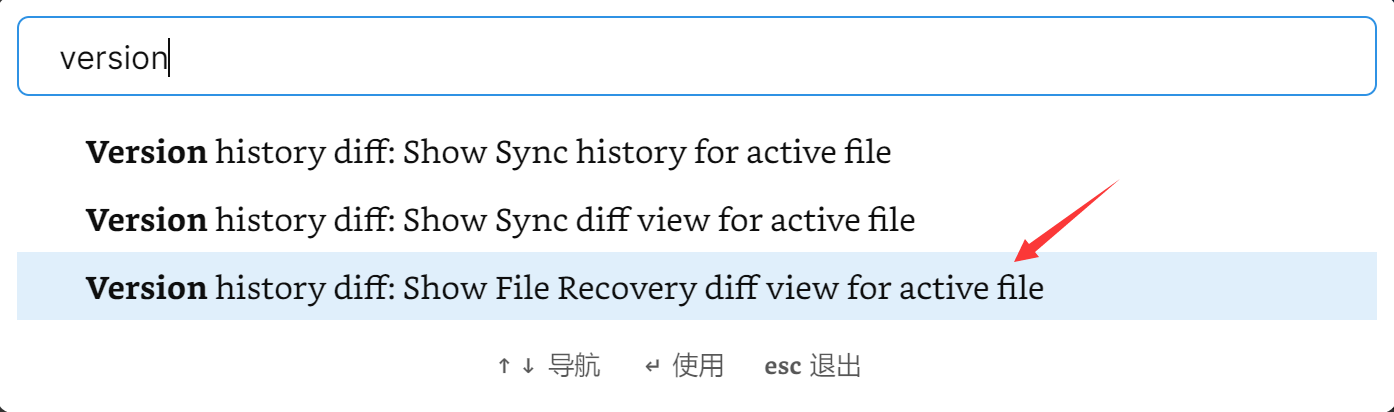 version
Version history diff: Show Sync history for active file
Version history diff: Show Sync diff view for active file
Version history diff: Show File Recovery diff view for active file
↑ ↓ 导航 ↵ 使用 esc 退出